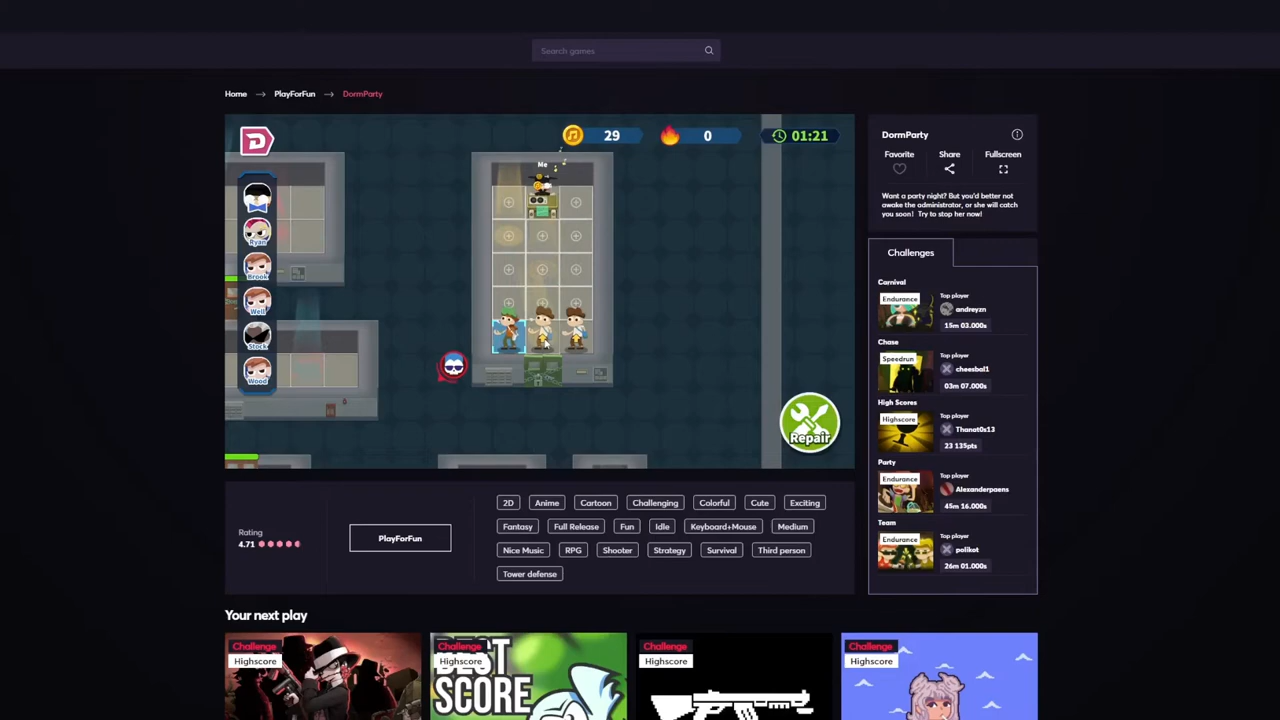 Search games
Home
PlayForFun
DormParty
D
29
0
01:21
Me
Ryan
Brook
Well
Stock
Wood
Repair
DormParty
Favorite
Share
Fullscreen
Want a party night? But you'd better not
awake the administrator, or she will catch
you soon! Try to stop her now!
Challenges
Carnival
Endurance
Top player
andreyzn
15m 03.000s
Chase
Speedrun
Top player
cheesbal1
03m 07.000s
High Scores
Highscore
Top player
Thanat0s13
23 135pts
Party
Endurance
Top player
Alexanderpaens
45m 16.000s
Team
Endurance
Top player
polikot
26m 01.000s
Rating
4.71
PlayForFun
2D Anime Cartoon Challenging Colorful Cute Exciting
Fantasy Full Release Fun Idle Keyboard+Mouse Medium
Nice Music RPG Shooter Strategy Survival Third person
Tower defense
Your next play
Challenge
Highscore
Challenge
Highscore
BEST
SCORE
Challenge
Highscore
Challenge
Highscore